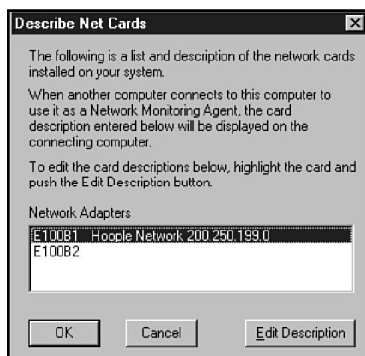 Describe Net Cards
The following is a list and description of the network cards
installed on your system.
When another computer connects to this computer to
use it as a Network Monitoring Agent, the card
description entered below will be displayed on the
connecting computer.
To edit the card descriptions below, highlight the card and
push the Edit Description button.
Network Adapters
E100B1 Hoople Network 200.250.199.0
E100B2
OK Cancel Edit Description